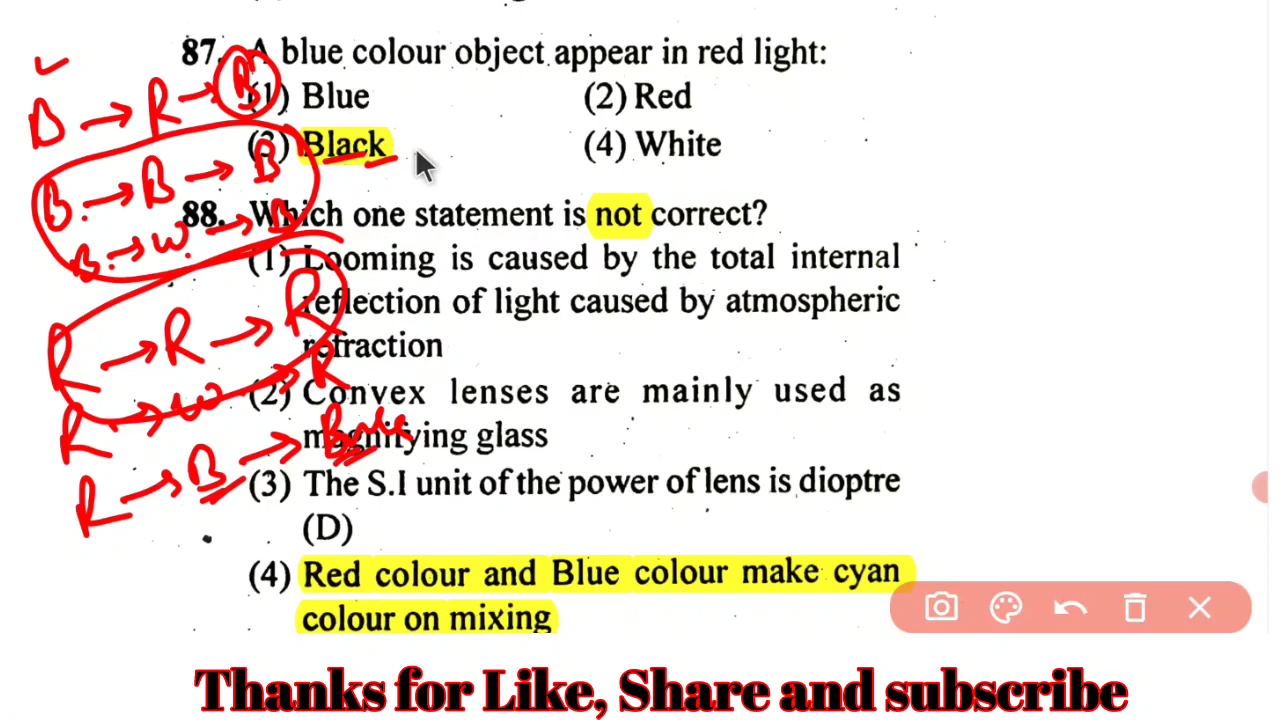 87. A blue colour object appear in red light:
(1) Blue (2) Red
(3) Black (4) White
88. Which one statement is not correct?
(1) Looming is caused by the total internal
reflection of light caused by atmospheric
refraction
(2) Convex lenses are mainly used as
magnifying glass
(3) The S.I unit of the power of lens is dioptre
(D)
(4) Red colour and Blue colour make cyan
colour on mixing
B → R → B
B → B → B
B → W → B
R → R → R
R → W → R
R → B →
Thanks for Like, Share and subscribe